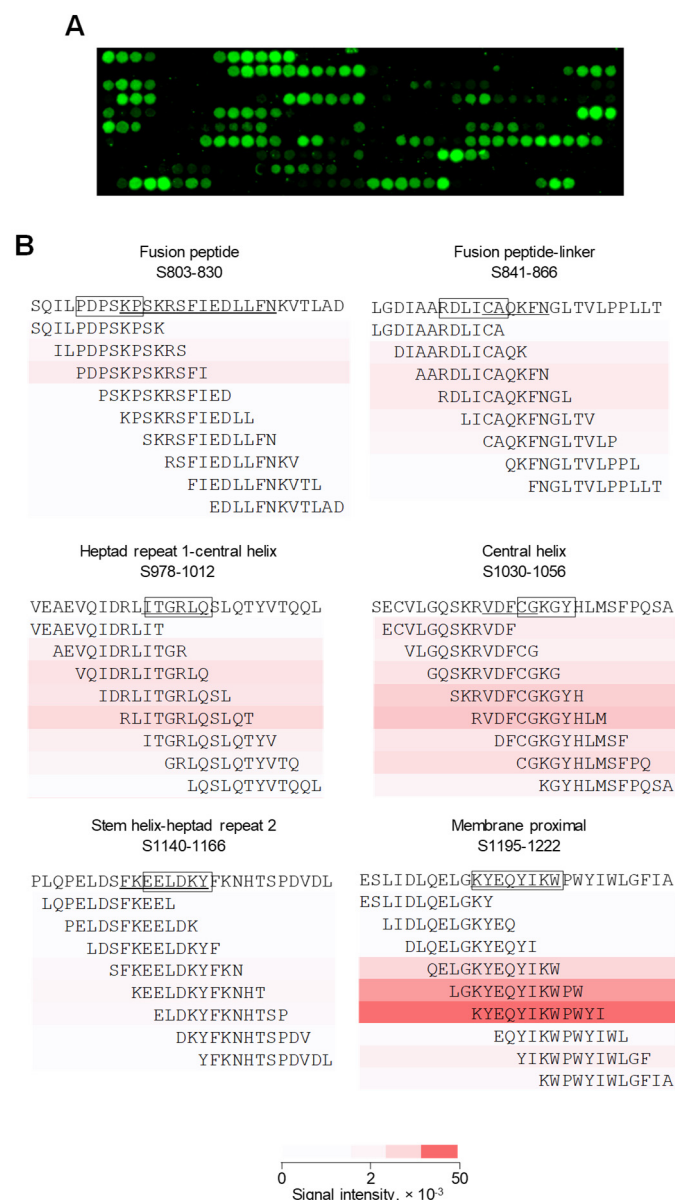 A
B
Fusion peptide
S803-830
SQILPDPSKPSKRSFIEDLLFNKVTLAD
SQILPDPSKPSK
ILPDPSKPSKRS
PDPSKPSKRSFI
PSKPSKRSFIED
KPSKRSFIEDLL
SKRSFIEDLLFN
RSFIEDLLFNKV
FIEDLLFNKVTL
EDLLFNKVTLAD
Fusion peptide-linker
S841-866
LGDIAARDLICAQKFNGLTVLPPLLT
LGDIAARDLICA
DIAARDLICAQK
AARDLICAQKFN
RDLICAQKFNGL
LICAQKFNGLTV
CAQKFNGLTVLP
QKFNGLTVLPPL
FNGLTVLPPLLT
Heptad repeat 1-central helix
S978-1012
VEAEVQIDRLITGRLQSLQTYVTQQL
VEAEVQIDRLIT
AEVQIDRLITGR
VQIDRLITGRLQ
IDRLITGRLQSL
RLITGRLQSLQT
ITGRLQSLQTYV
GRLQSLQTYVTQ
LQSLQTYVTQQL
Central helix
S1030-1056
SECVLGQSKRVDFCGKGYHLMSFPQSA
ECVLGQSKRVDF
VLGQSKRVDFCG
GQSKRVDFCGKG
SKRVDFCGKGYH
RVDFCGKGYHLM
DFCGKGYHLMSF
CGKGYHLMSFPQ
KGYHLMSFPQSA
Stem helix-heptad repeat 2
S1140-1166
PLQPELDSFKEELDKYFKNHTSPDVDL
LQPELDSFKEEL
PELDSFKEELDK
LDSFKEELDKYF
SFKEELDKYFKN
KEELDKYFKNHT
ELDKYFKNHTSP
DKYFKNHTSPDV
YFKNHTSPDVDL
Membrane proximal
S1195-1222
ESLIDLQELGKYEQYIKWPWYIWLGFIA
ESLIDLQELGKY
LIDLQELGKYEQ
DLQELGKYEQYI
QELGKYEQYIKW
LGKYEQYIKWPW
KYEQYIKWPWYI
EQYIKWPWYIWL
YIKWPWYIWLGF
KWPWYIWLGFIA
0 2 50
Signal intensity, × 10⁻³